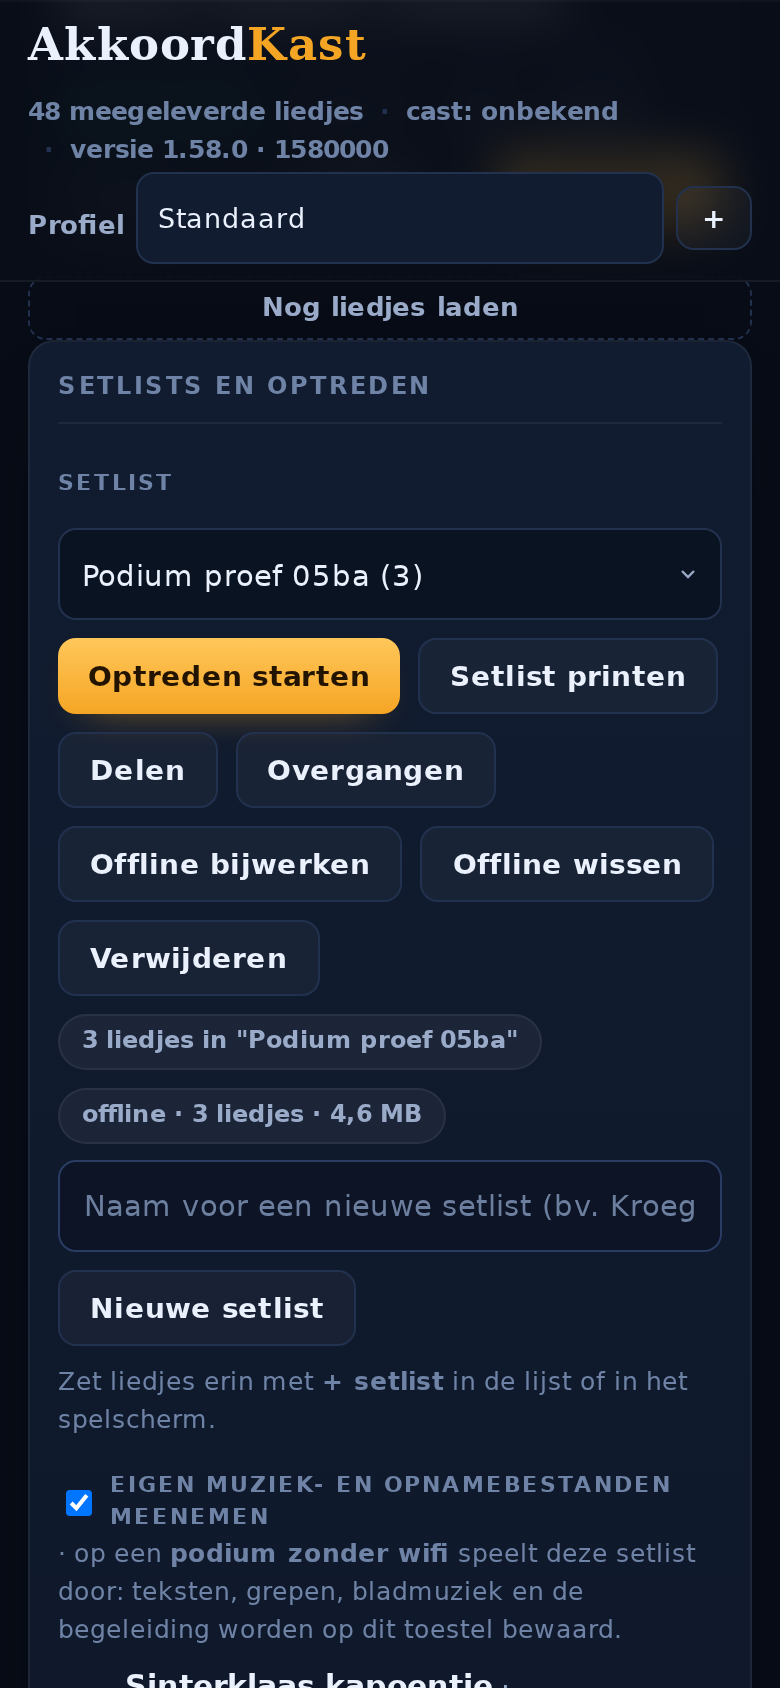 AkkoordKast
48 meegeleverde liedjes · cast: onbekend
· versie 1.58.0 · 1580000
Profiel Standaard +
Nog liedjes laden
SETLISTS EN OPTREDEN
SETLIST
Podium proef 05ba (3)
Optreden starten Setlist printen
Delen Overgangen
Offline bijwerken Offline wissen
Verwijderen
3 liedjes in "Podium proef 05ba"
offline · 3 liedjes · 4,6 MB
Naam voor een nieuwe setlist (bv. Kroeg
Nieuwe setlist
Zet liedjes erin met + setlist in de lijst of in het
spelscherm.
EIGEN MUZIEK- EN OPNAMEBESTANDEN
MEENEMEN
· op een podium zonder wifi speelt deze setlist
door: teksten, grepen, bladmuziek en de
begeleiding worden op dit toestel bewaard.
Sinterklaas kapoentje ·